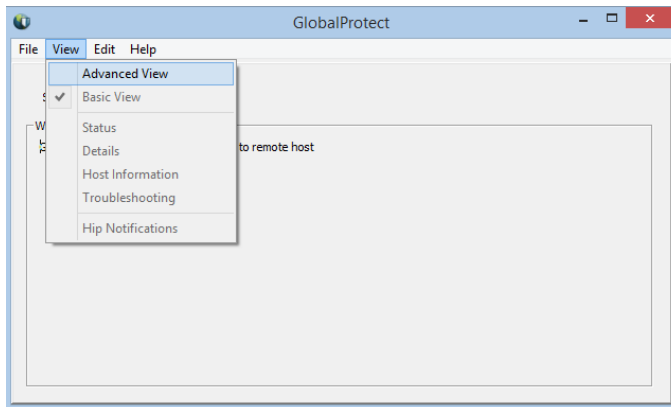 GlobalProtect
File View Edit Help
Advanced View
Basic View
Status
Details
Host Information
Troubleshooting
Hip Notifications
to remote host